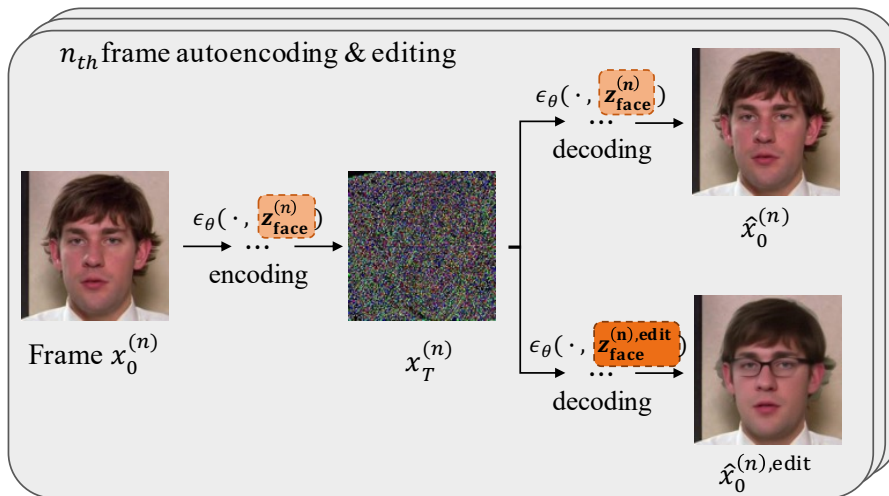 n_th frame autoencoding & editing
ϵ_θ(·, z_face^(n))
...
encoding
Frame x_0^(n)
x_T^(n)
ϵ_θ(·, z_face^(n))
...
decoding
x̂_0^(n)
ϵ_θ(·, z_face^(n),edit)
...
decoding
x̂_0^(n),edit